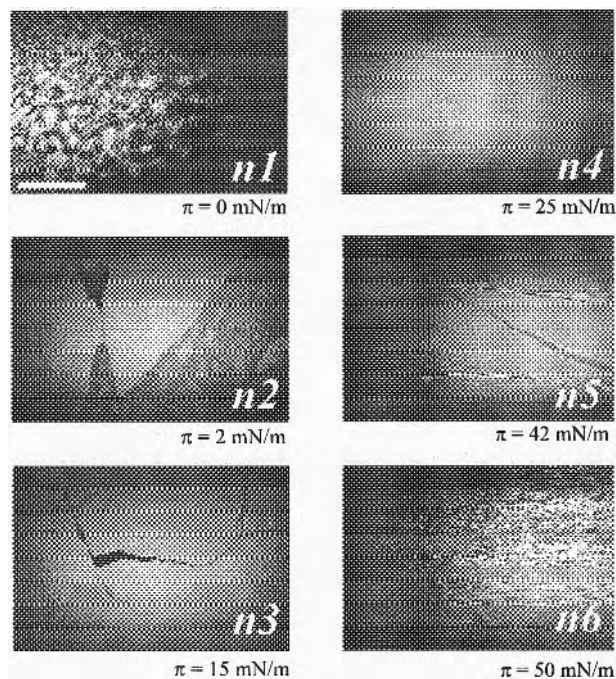 n1
π = 0 mN/m
n4
π = 25 mN/m
n2
π = 2 mN/m
n5
π = 42 mN/m
n3
π = 15 mN/m
n6
π = 50 mN/m